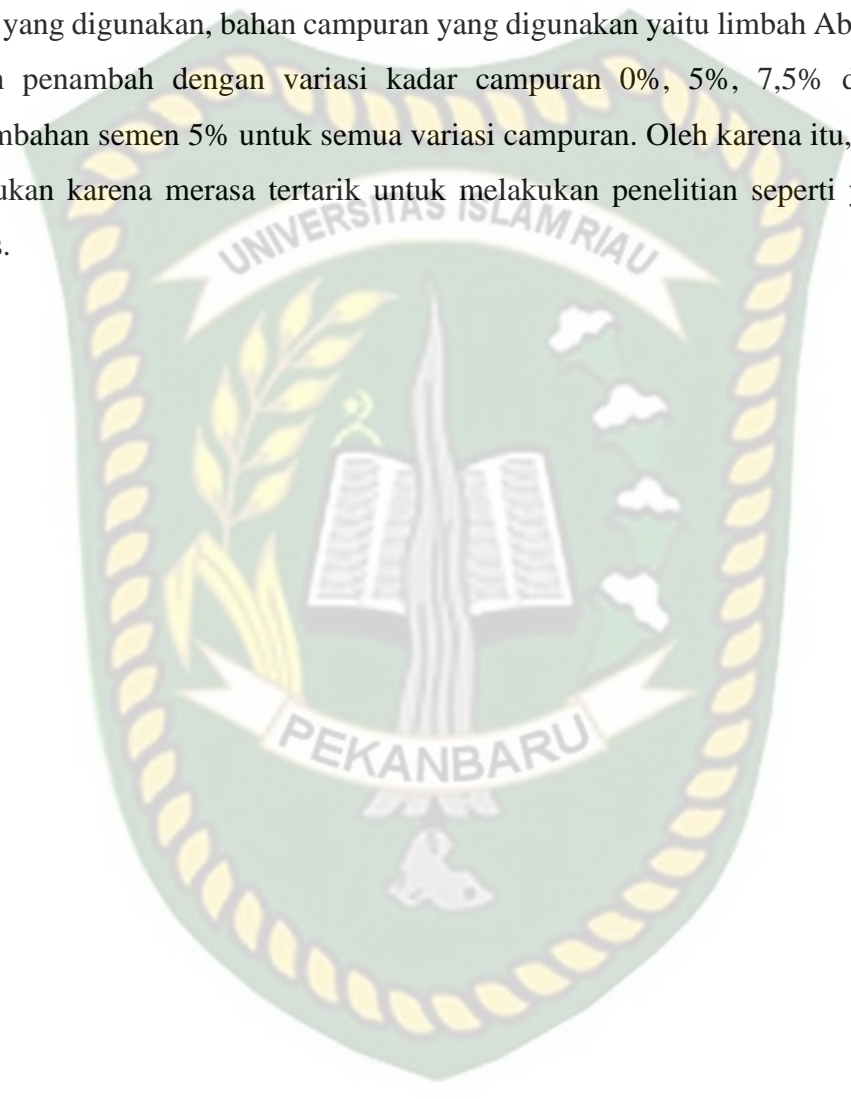 yang digunakan, bahan campuran yang digunakan yaitu limbah Ab
penambah dengan variasi kadar campuran 0%, 5%, 7,5% d
mbahan semen 5% untuk semua variasi campuran. Oleh karena itu,
ukan karena merasa tertarik untuk melakukan penelitian seperti y
s.
UNIVERSITAS ISLAM RIAU
PEKANBARU